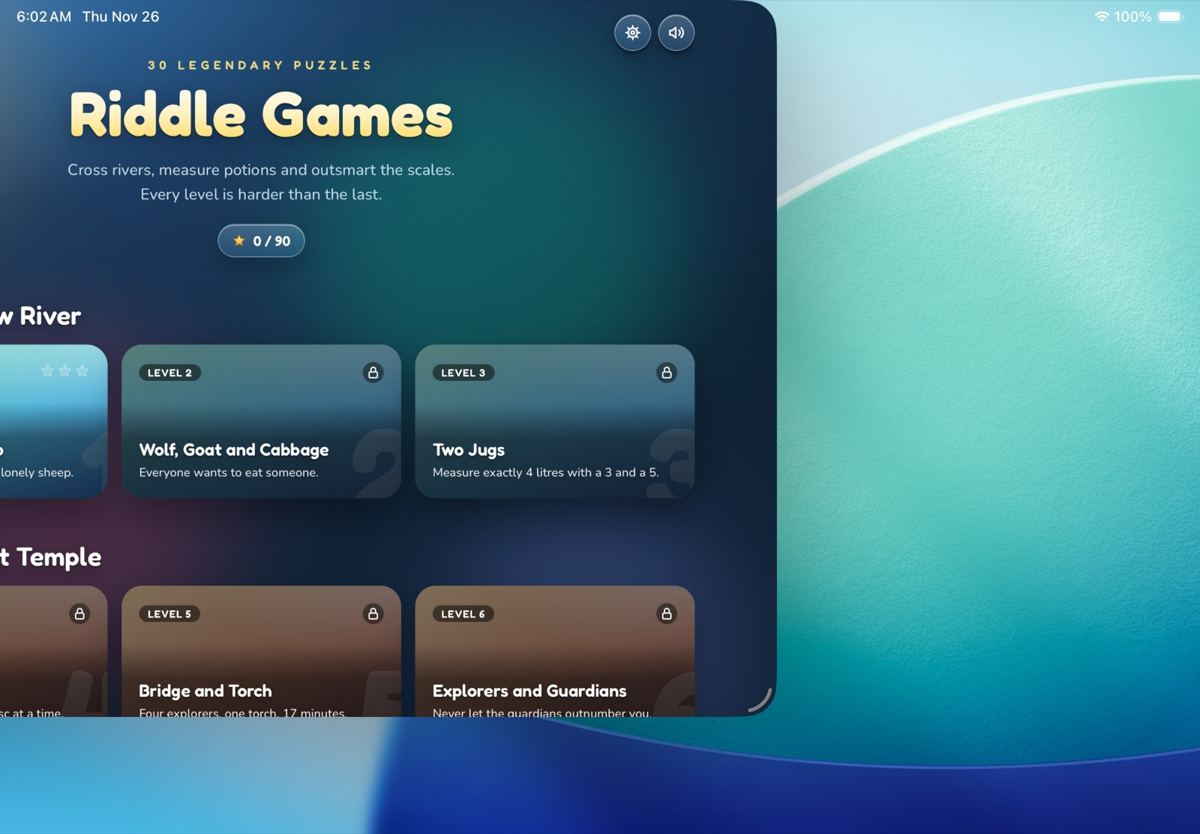 6:02 AM Thu Nov 26
100%
30 LEGENDARY PUZZLES
Riddle Games
Cross rivers, measure potions and outsmart the scales.
Every level is harder than the last.
0 / 90
River
lonely sheep.
LEVEL 2
Wolf, Goat and Cabbage
Everyone wants to eat someone.
2
LEVEL 3
Two Jugs
Measure exactly 4 litres with a 3 and a 5.
3
Temple
at a time.
LEVEL 5
Bridge and Torch
Four explorers, one torch, 17 minutes.
5
LEVEL 6
Explorers and Guardians
Never let the guardians outnumber you.
6